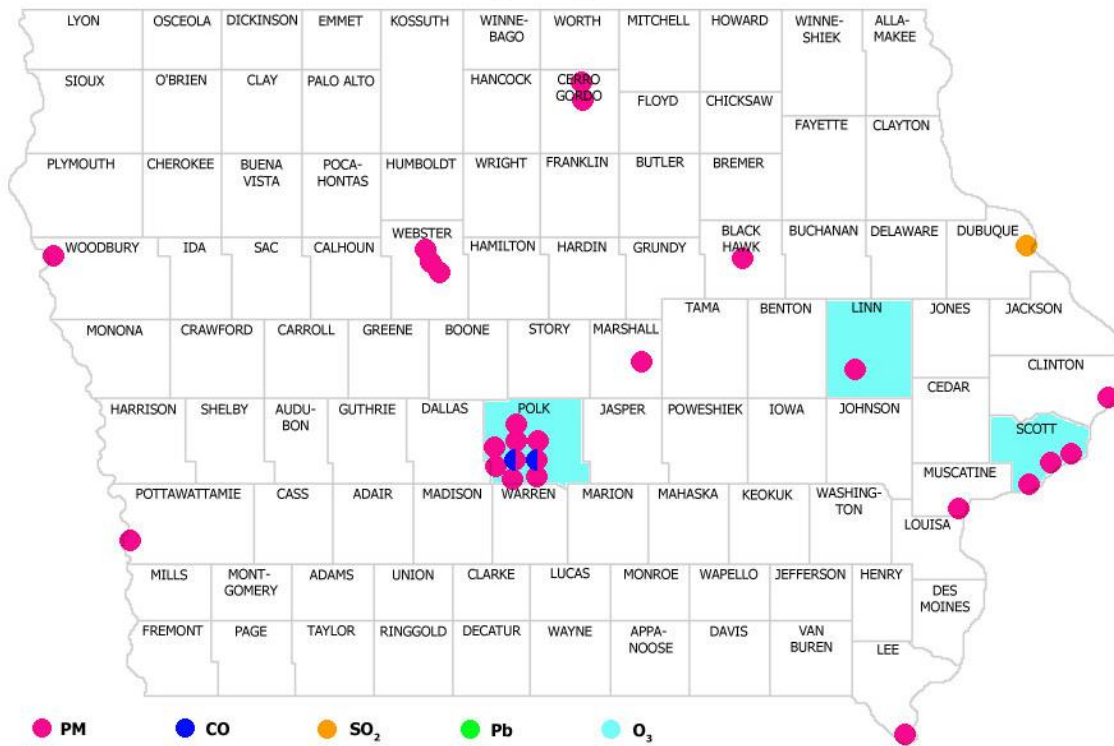 LYON OSCEOLA DICKINSON EMMET KOSSUTH WINNE- WORTH MITCHELL HOWARD WINNE- ALLA-
BAGO SHIEK MAKEE
SIOUX O'BRIEN CLAY PALO ALTO HANCOCK CERRO
GORDO FLOYD CHICKSAW
FAYETTE CLAYTON
PLYMOUTH CHEROKEE BUENA POCA- HUMBOLDT WRIGHT FRANKLIN BUTLER BREMER
VISTA HONTAS
WEBSTER BLACK BUCHANAN DELAWARE DUBUQUE
WOODBURY IDA SAC CALHOUN HAMILTON HARDIN GRUNDY HAWK
TAMA BENTON LINN JONES JACKSON
MONONA CRAWFORD CARROLL GREENE BOONE STORY MARSHALL
CLINTON
CEDAR
HARRISON SHELBY AUDU- GUTHRIE DALLAS POLK JASPER POWESHIEK IOWA JOHNSON
BON SCOTT
MUSCATINE
POTTAWATTAMIE CASS ADAIR MADISON WARREN MARION MAHASKA KEOKUK WASHING-
TON
LOUISA
MILLS MONT- ADAMS UNION CLARKE LUCAS MONROE WAPELLO JEFFERSON HENRY
GOMERY DES
MOINES
FREMONT PAGE TAYLOR RINGGOLD DECATUR WAYNE APPA- DAVIS VAN
NOOSE BUREN LEE
PM CO SO₂ Pb O₃